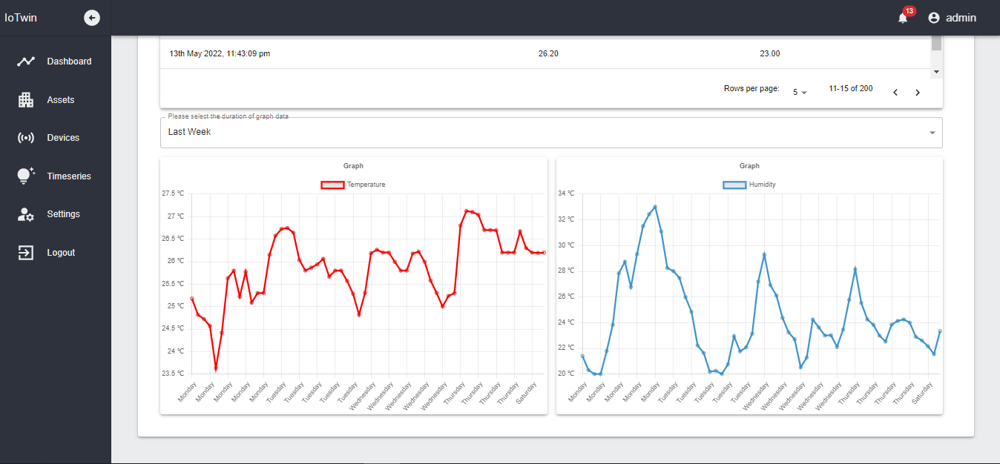 IoTwin
13
admin
Dashboard
Assets
Devices
Timeseries
Settings
Logout
13th May 2022, 11:43:09 pm 26.20 23.00
Rows per page: 5 11-15 of 200
Please select the duration of graph data
Last Week
Graph
Temperature
27.5 °C
27 °C
26.5 °C
26 °C
25.5 °C
25 °C
24.5 °C
24 °C
23.5 °C
Monday Monday Monday Monday Monday Tuesday Tuesday Tuesday Tuesday Tuesday Wednesday Wednesday Wednesday Wednesday Wednesday Thursday Thursday Thursday Thursday Saturday
Graph
Humidity
34 °C
32 °C
30 °C
28 °C
26 °C
24 °C
22 °C
20 °C
Monday Monday Monday Monday Monday Tuesday Tuesday Tuesday Tuesday Wednesday Wednesday Wednesday Wednesday Wednesday Thursday Thursday Thursday Thursday Saturday